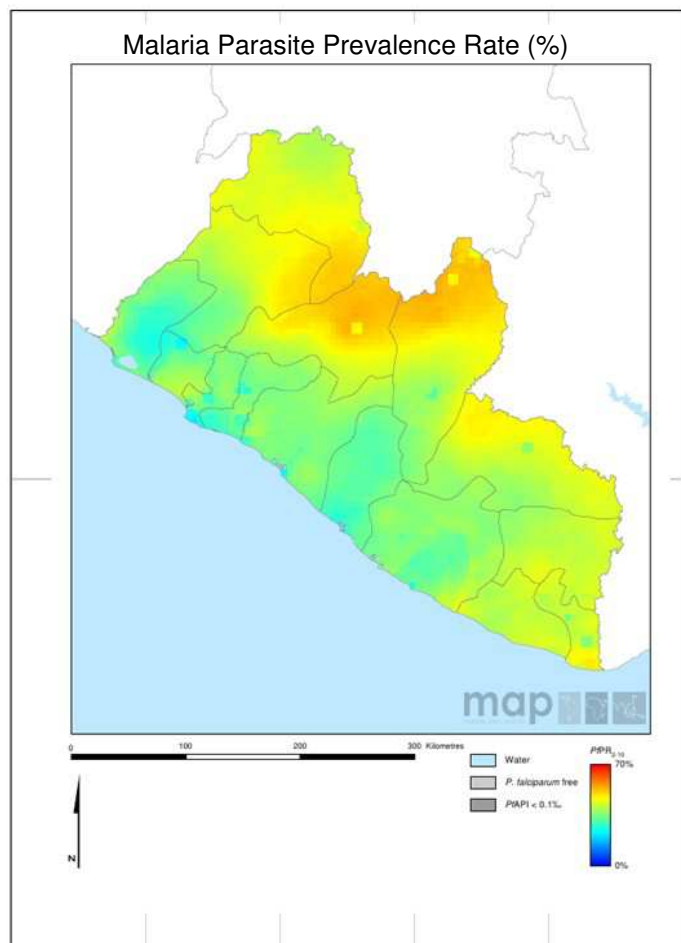 Malaria Parasite Prevalence Rate (%)
map
0 100 200 300 Kilometres
Water
P. falciparum free
PfAPI < 0.1‰
PfPR2-10
70%
0%
N